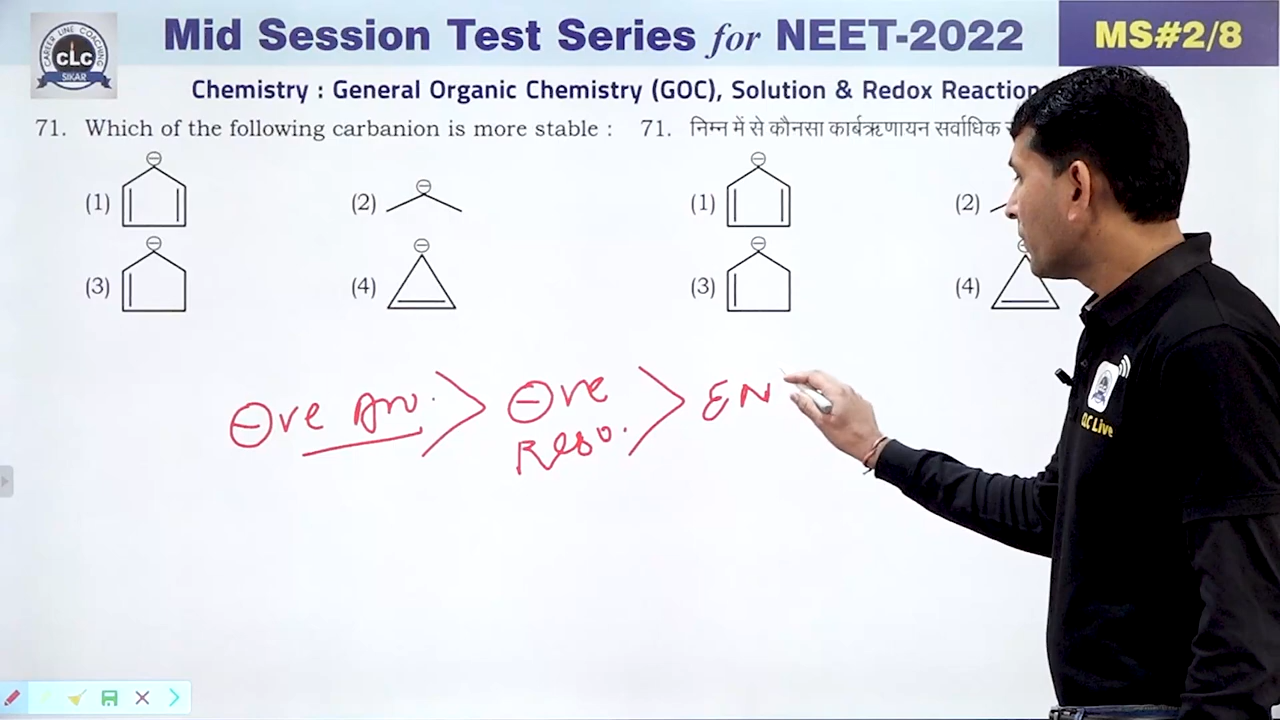 CAREER LINE COACHING
CLC
SIKAR
Mid Session Test Series for NEET-2022
MS#2/8
Chemistry : General Organic Chemistry (GOC), Solution & Redox Reaction
71. Which of the following carbanion is more stable :
(1) ⊖
(2) ⊖
(3) ⊖
(4) ⊖
71. निम्न में से कौनसा कार्बऋणायन सर्वाधिक
(1) ⊖
(2)
(3) ⊖
(4)
⊖ve Aro. > ⊖ve Reso. > EN
CLC Live